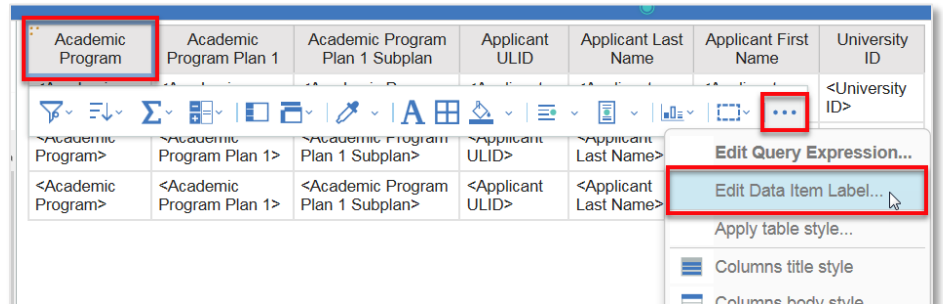 Academic Program
Academic Program Plan 1
Academic Program Plan 1 Subplan
Applicant ULID
Applicant Last Name
Applicant First Name
University ID
<University ID>
<Academic Program>
<Academic Program Plan 1>
<Academic Program Plan 1 Subplan>
<Applicant ULID>
<Applicant Last Name>
<Academic Program>
<Academic Program Plan 1>
<Academic Program Plan 1 Subplan>
<Applicant ULID>
<Applicant Last Name>
Edit Query Expression...
Edit Data Item Label...
Apply table style...
Columns title style
Columns body style